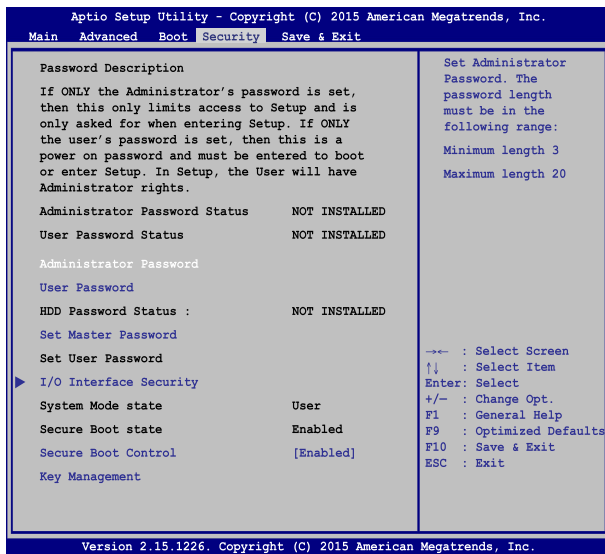 Aptio Setup Utility - Copyright (C) 2015 American Megatrends, Inc.
Main Advanced Boot Security Save & Exit
Password Description
If ONLY the Administrator's password is set,
then this only limits access to Setup and is
only asked for when entering Setup. If ONLY
the user's password is set, then this is a
power on password and must be entered to boot
or enter Setup. In Setup, the User will have
Administrator rights.
Administrator Password Status NOT INSTALLED
User Password Status NOT INSTALLED
Administrator Password
User Password
HDD Password Status : NOT INSTALLED
Set Master Password
Set User Password
I/O Interface Security
System Mode state User
Secure Boot state Enabled
Secure Boot Control [Enabled]
Key Management
Set Administrator
Password. The
password length
must be in the
following range:
Minimum length 3
Maximum length 20
→← : Select Screen
↑↓ : Select Item
Enter: Select
+/— : Change Opt.
F1 : General Help
F9 : Optimized Defaults
F10 : Save & Exit
ESC : Exit
Version 2.15.1226. Copyright (C) 2015 American Megatrends, Inc.